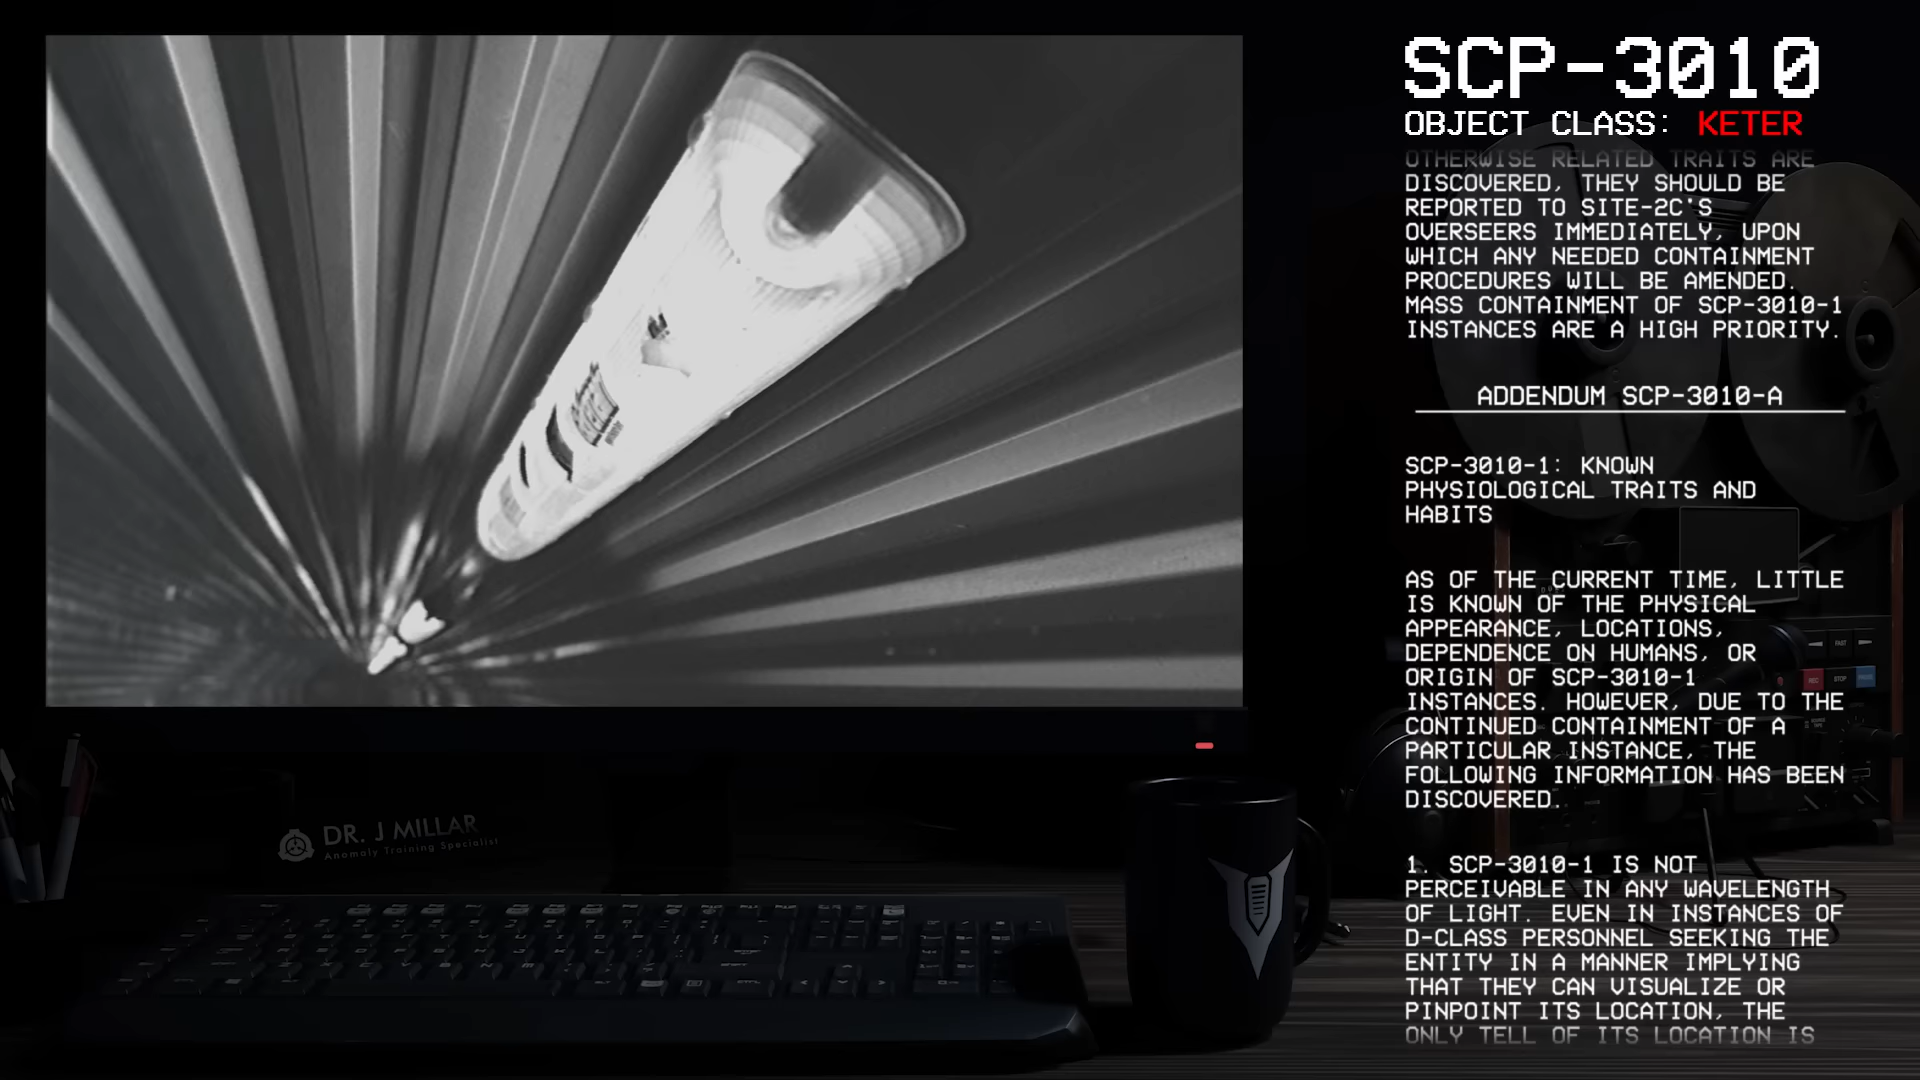 SCP-3010
OBJECT CLASS: KETER
OTHERWISE RELATED TRAITS ARE
DISCOVERED, THEY SHOULD BE
REPORTED TO SITE-2C'S
OVERSEERS IMMEDIATELY, UPON
WHICH ANY NEEDED CONTAINMENT
PROCEDURES WILL BE AMENDED.
MASS CONTAINMENT OF SCP-3010-1
INSTANCES ARE A HIGH PRIORITY.
ADDENDUM SCP-3010-A
SCP-3010-1: KNOWN
PHYSIOLOGICAL TRAITS AND
HABITS
AS OF THE CURRENT TIME, LITTLE
IS KNOWN OF THE PHYSICAL
APPEARANCE, LOCATIONS,
DEPENDENCE ON HUMANS, OR
ORIGIN OF SCP-3010-1
INSTANCES. HOWEVER, DUE TO THE
CONTINUED CONTAINMENT OF A
PARTICULAR INSTANCE, THE
FOLLOWING INFORMATION HAS BEEN
DISCOVERED.
1. SCP-3010-1 IS NOT
PERCEIVABLE IN ANY WAVELENGTH
OF LIGHT. EVEN IN INSTANCES OF
D-CLASS PERSONNEL SEEKING THE
ENTITY IN A MANNER IMPLYING
THAT THEY CAN VISUALIZE OR
PINPOINT ITS LOCATION, THE
ONLY TELL OF ITS LOCATION IS
DR. J MILLAR
Anomaly Training Specialist
FAST
REC
STOP